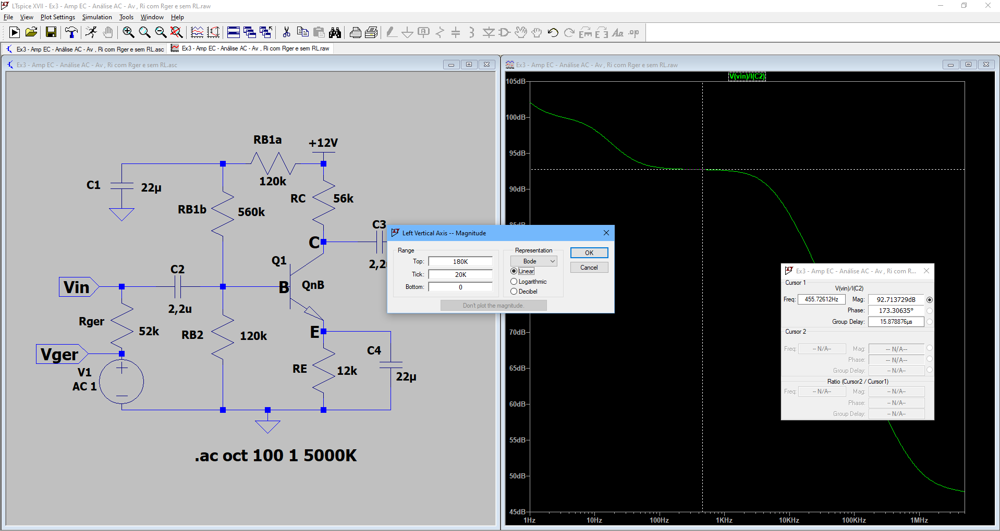 LTspice XVII - Ex3 - Amp EC - Análise AC - Av , Ri com Rger e sem RL.raw
File View Plot Settings Simulation Tools Window Help
Ex3 - Amp EC - Análise AC - Av , Ri com Rger e sem RL.asc
Ex3 - Amp EC - Análise AC - Av , Ri com Rger e sem RL.raw
Ex3 - Amp EC - Análise AC - Av , Ri com Rger e sem RL.asc
RB1a
+12V
120k
C1
22µ
RC
56k
RB1b
560k
C3
C
2,2
Q1
C2
Vin
B
QnB
2,2u
Rger
52k
RB2
120k
E
C4
Vger
V1
AC 1
RE
12k
22µ
.ac oct 100 1 5000K
Ex3 - Amp EC - Análise AC - Av , Ri com Rger e sem RL.raw
V(vin)/I(C2)
105dB
100dB
95dB
90dB
85dB
70dB
65dB
60dB
55dB
50dB
45dB
1Hz 10Hz 100Hz 1KHz 10KHz 100KHz 1MHz
Left Vertical Axis -- Magnitude
Range
Top: 180K
Tick: 20K
Bottom: 0
Representation
Bode
Linear
Logarithmic
Decibel
OK
Cancel
Don't plot the magnitude.
Ex3 - Amp EC - Análise AC - Av , Ri com R...
Cursor 1
V(vin)/I(C2)
Freq: 455.72612Hz Mag: 92.713729dB
Phase: 173.30635°
Group Delay: 15.878876µs
Cursor 2
Freq: -- N/A-- Mag: -- N/A--
Phase: -- N/A--
Group Delay: -- N/A--
Ratio (Cursor2 / Cursor1)
Freq: -- N/A-- Mag: -- N/A--
Phase: -- N/A--
Group Delay: -- N/A--